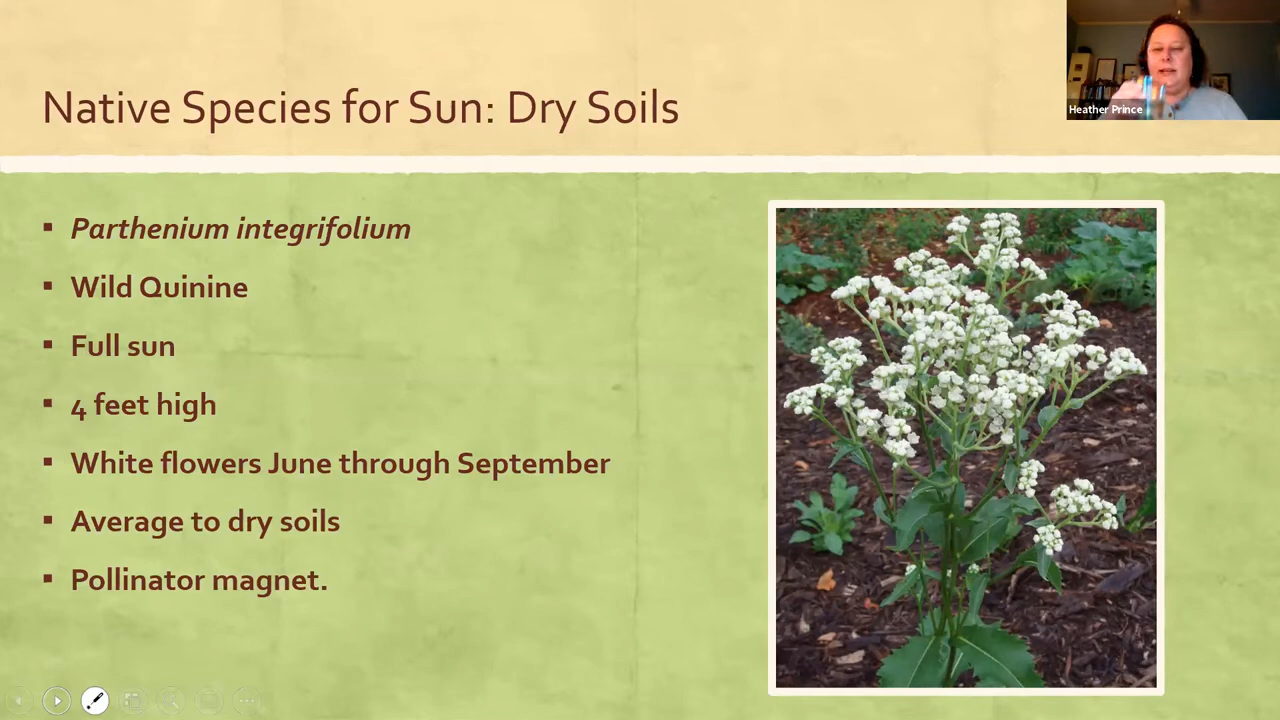 Native Species for Sun: Dry Soils
Heather Prince
▪ Parthenium integrifolium
▪ Wild Quinine
▪ Full sun
▪ 4 feet high
▪ White flowers June through September
▪ Average to dry soils
▪ Pollinator magnet.